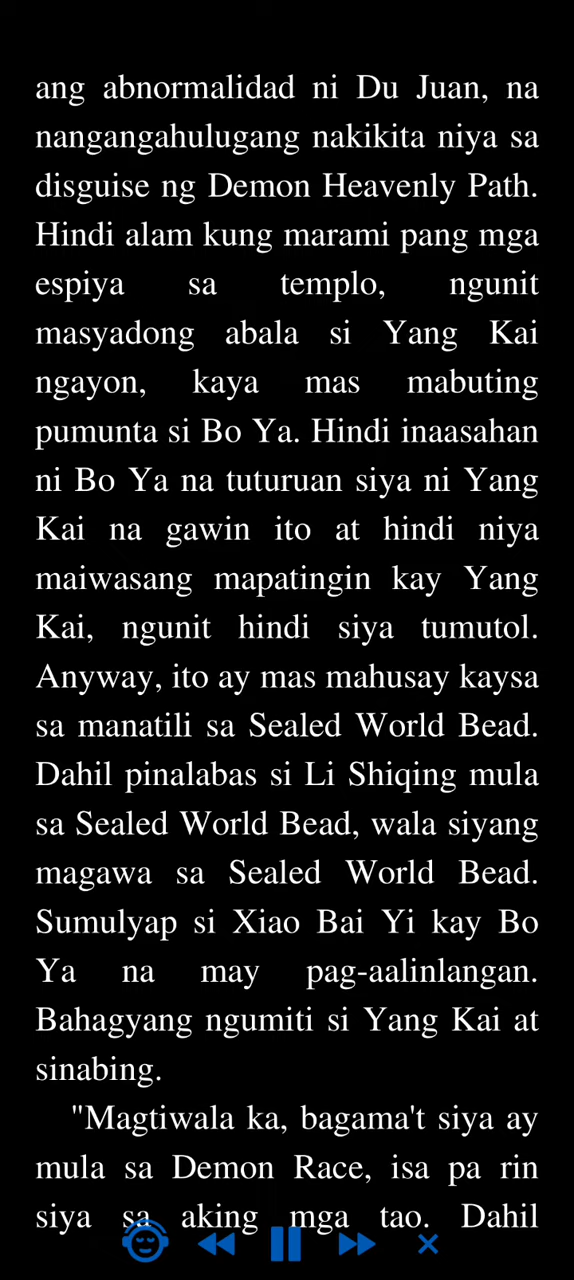 ang abnormalidad ni Du Juan, na
nangangahulugang nakikita niya sa
disguise ng Demon Heavenly Path.
Hindi alam kung marami pang mga
espiya sa templo, ngunit
masyadong abala si Yang Kai
ngayon, kaya mas mabuting
pumunta si Bo Ya. Hindi inaasahan
ni Bo Ya na tuturuan siya ni Yang
Kai na gawin ito at hindi niya
maiwasang mapatingin kay Yang
Kai, ngunit hindi siya tumutol.
Anyway, ito ay mas mahusay kaysa
sa manatili sa Sealed World Bead.
Dahil pinalabas si Li Shiqing mula
sa Sealed World Bead, wala siyang
magawa sa Sealed World Bead.
Sumulyap si Xiao Bai Yi kay Bo
Ya na may pag-aalinlangan.
Bahagyang ngumiti si Yang Kai at
sinabing.
"Magtiwala ka, bagama't siya ay
mula sa Demon Race, isa pa rin
siya sa aking mga tao. Dahil